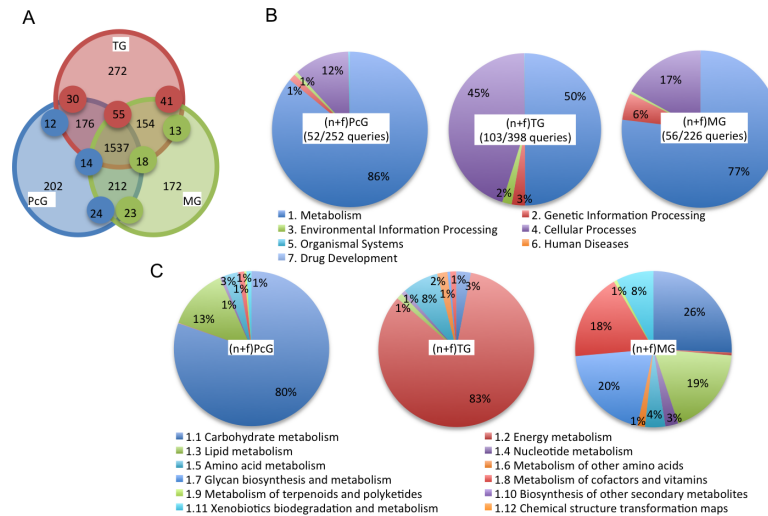 A
TG
272
30
41
55
12
176
154
13
1537
14
18
202
212
172
PcG
MG
24
23
B
12%
1%
1%
(n+f)PcG
(52/252 queries)
86%
45%
50%
(n+f)TG
(103/398 queries)
2%
3%
17%
6%
(n+f)MG
(56/226 queries)
77%
1. Metabolism
2. Genetic Information Processing
3. Environmental Information Processing
4. Cellular Processes
5. Organismal Systems
6. Human Diseases
7. Drug Development
C
3%
1%
1%
1%
1%
13%
(n+f)PcG
80%
2%
1%
3%
1%
8%
1%
1%
(n+f)TG
83%
1%
8%
26%
18%
(n+f)MG
20%
19%
1%
4%
3%
1.1 Carbohydrate metabolism
1.2 Energy metabolism
1.3 Lipid metabolism
1.4 Nucleotide metabolism
1.5 Amino acid metabolism
1.6 Metabolism of other amino acids
1.7 Glycan biosynthesis and metabolism
1.8 Metabolism of cofactors and vitamins
1.9 Metabolism of terpenoids and polyketides
1.10 Biosynthesis of other secondary metabolites
1.11 Xenobiotics biodegradation and metabolism
1.12 Chemical structure transformation maps